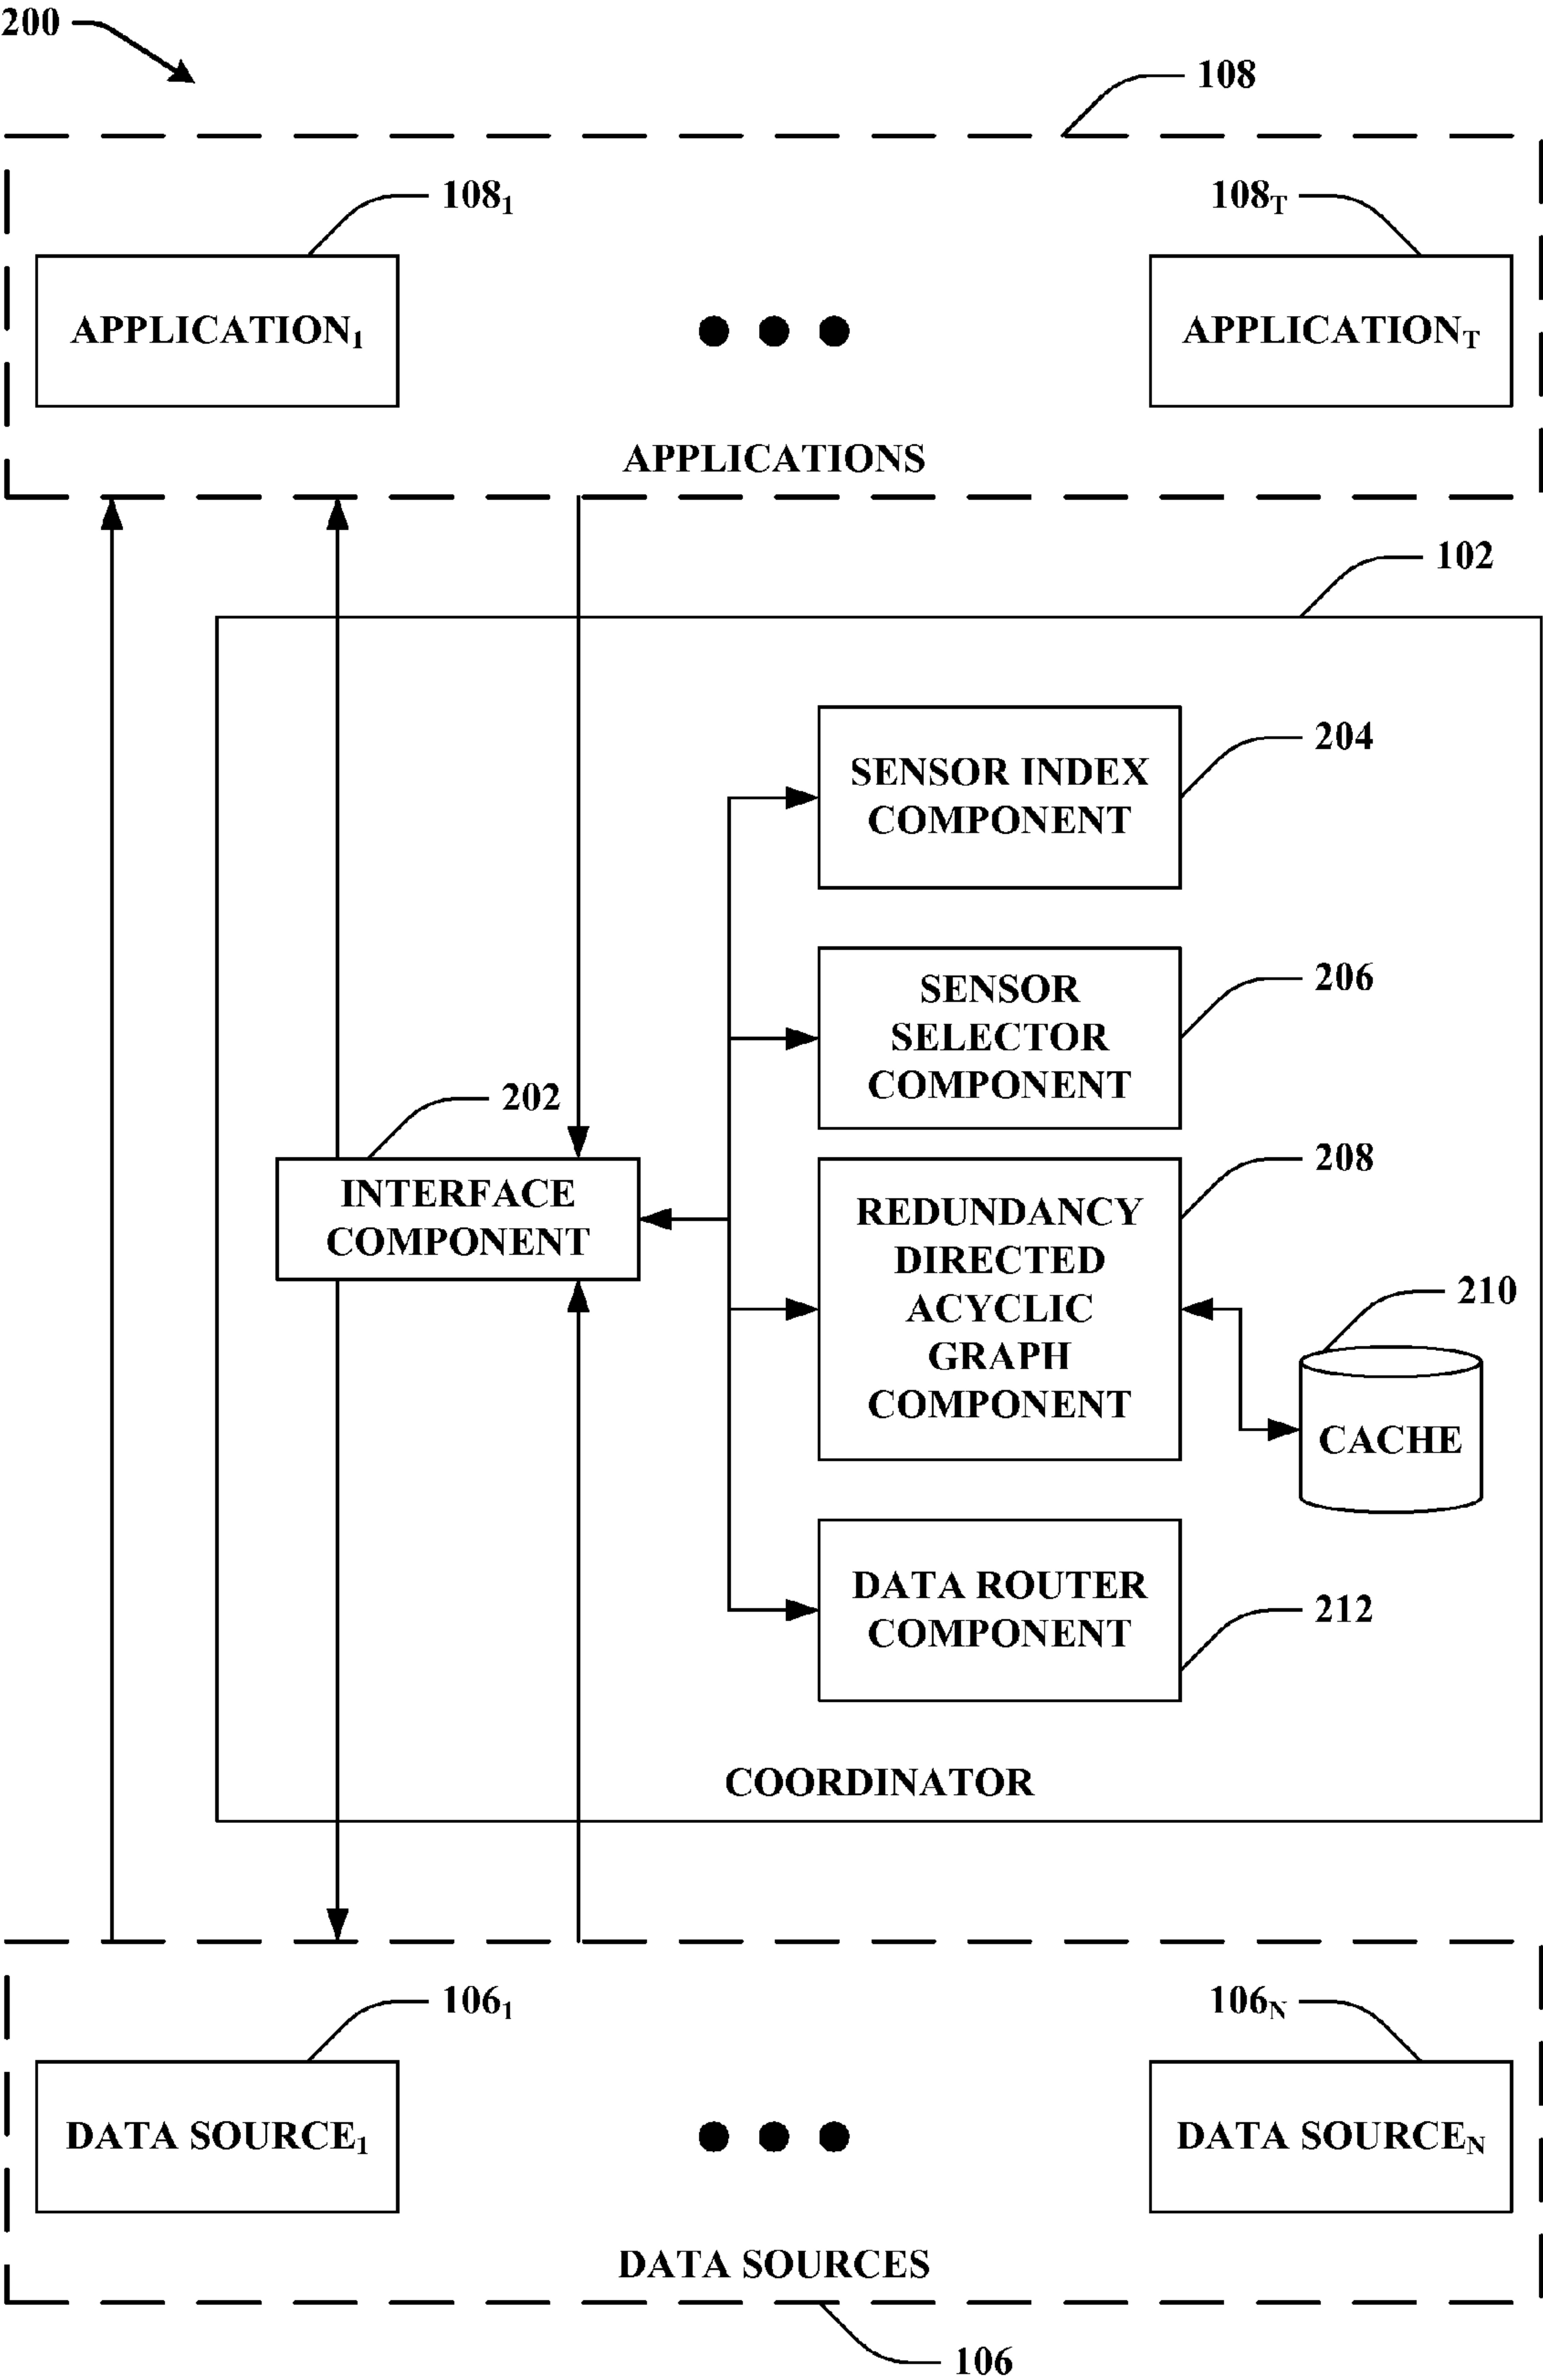 200
108
108₁
108T
APPLICATION₁
APPLICATIONT
APPLICATIONS
102
204
SENSOR INDEX
COMPONENT
206
SENSOR
SELECTOR
COMPONENT
202
INTERFACE
COMPONENT
208
REDUNDANCY
DIRECTED
ACYCLIC
GRAPH
COMPONENT
210
CACHE
DATA ROUTER
COMPONENT
212
COORDINATOR
106₁
106N
DATA SOURCE₁
DATA SOURCEN
DATA SOURCES
106